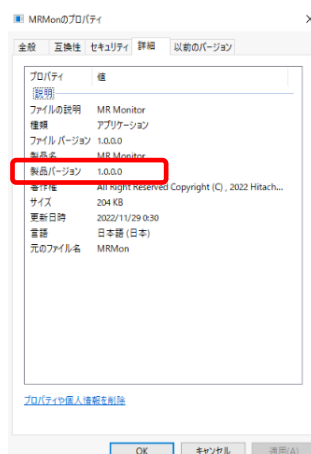 MRMonのプロパティ
全般 互換性 セキュリティ 詳細 以前のバージョン
プロパティ 値
説明
ファイルの説明 MR Monitor
種類 アプリケーション
ファイル バージョン 1.0.0.0
製品名 MR Monitor
製品バージョン 1.0.0.0
著作権 All Right Reserved Copyright (C) , 2022 Hitach...
サイズ 204 KB
更新日時 2022/11/29 0:30
言語 日本語 (日本)
元のファイル名 MRMon
プロパティや個人情報を削除
OK キャンセル 適用(A)